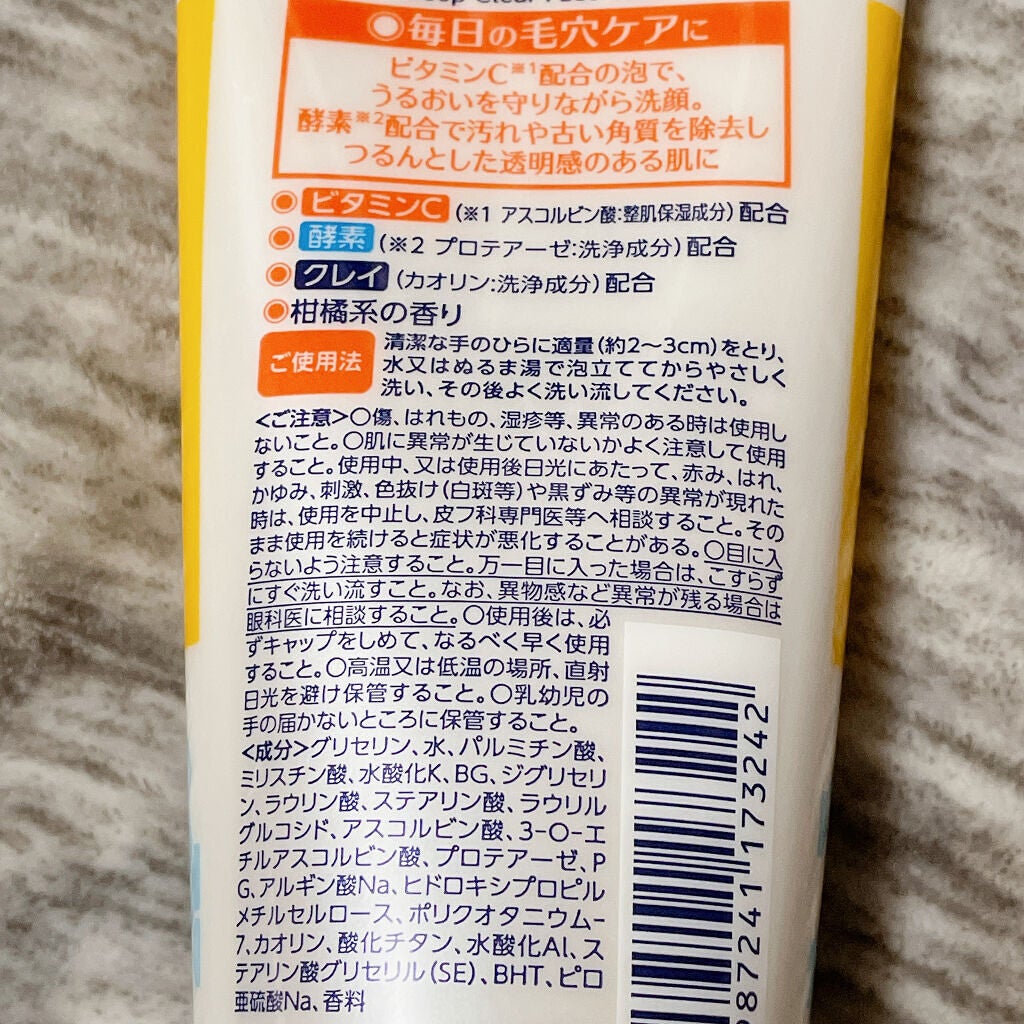 ◉毎日の毛穴ケアに
ビタミンC※1配合の泡で、
うるおいを守りながら洗顔。
酵素※2配合で汚れや古い角質を除去し
つるんとした透明感のある肌に
◉ビタミンC(※1 アスコルビン酸:整肌保湿成分)配合
◉酵素(※2 プロテアーゼ:洗浄成分)配合
◉クレイ(カオリン:洗浄成分)配合
◉柑橘系の香り
ご使用法
清潔な手のひらに適量(約2〜3cm)をとり、
水又はぬるま湯で泡立ててからやさしく
洗い、その後よく洗い流してください。
<ご注意>〇傷、はれもの、湿疹等、異常のある時は使用し
ないこと。〇肌に異常が生じていないかよく注意して使用
すること。使用中、又は使用後日光にあたって、赤み、はれ、
かゆみ、刺激、色抜け(白斑等)や黒ずみ等の異常が現れた
時は、使用を中止し、皮フ科専門医等へ相談すること。その
まま使用を続けると症状が悪化することがある。〇目に入
らないよう注意すること。万一目に入った場合は、こすらず
にすぐ洗い流すこと。なお、異物感など異常が残る場合は
眼科医に相談すること。〇使用後は、必
ずキャップをしめて、なるべく早く使用
すること。〇高温又は低温の場所、直射
日光を避け保管すること。〇乳幼児の
手の届かないところに保管すること。
<成分>グリセリン、水、パルミチン酸、
ミリスチン酸、水酸化K、BG、ジグリセリ
ン、ラウリン酸、ステアリン酸、ラウリル
グルコシド、アスコルビン酸、3-O-エ
チルアスコルビン酸、プロテアーゼ、P
G、アルギン酸Na、ヒドロキシプロピル
メチルセルロース、ポリクオタニウム-
7、カオリン、酸化チタン、水酸化Al、ス
テアリン酸グリセリル(SE)、BHT、ピロ
亜硫酸Na、香料
87241 173242